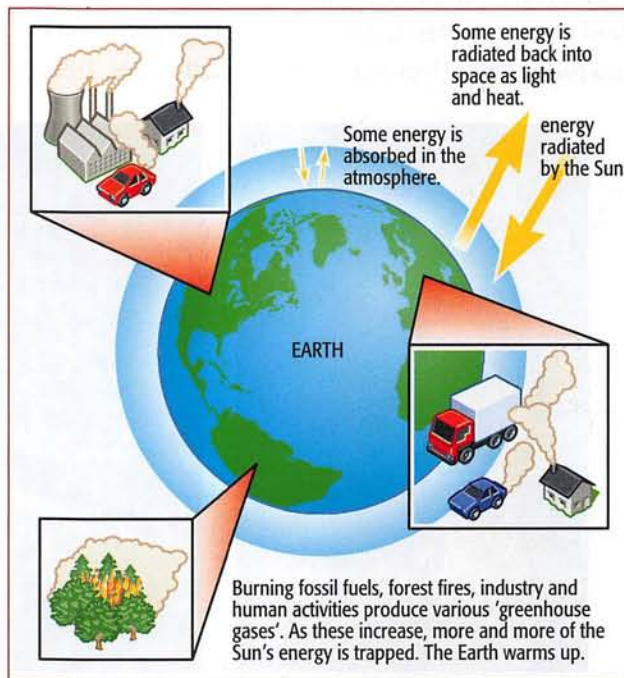 Some energy is
radiated back into
space as light
and heat.
Some energy is
absorbed in the
atmosphere.
energy
radiated
by the Sun
EARTH
Burning fossil fuels, forest fires, industry and
human activities produce various 'greenhouse
gases'. As these increase, more and more of the
Sun's energy is trapped. The Earth warms up.